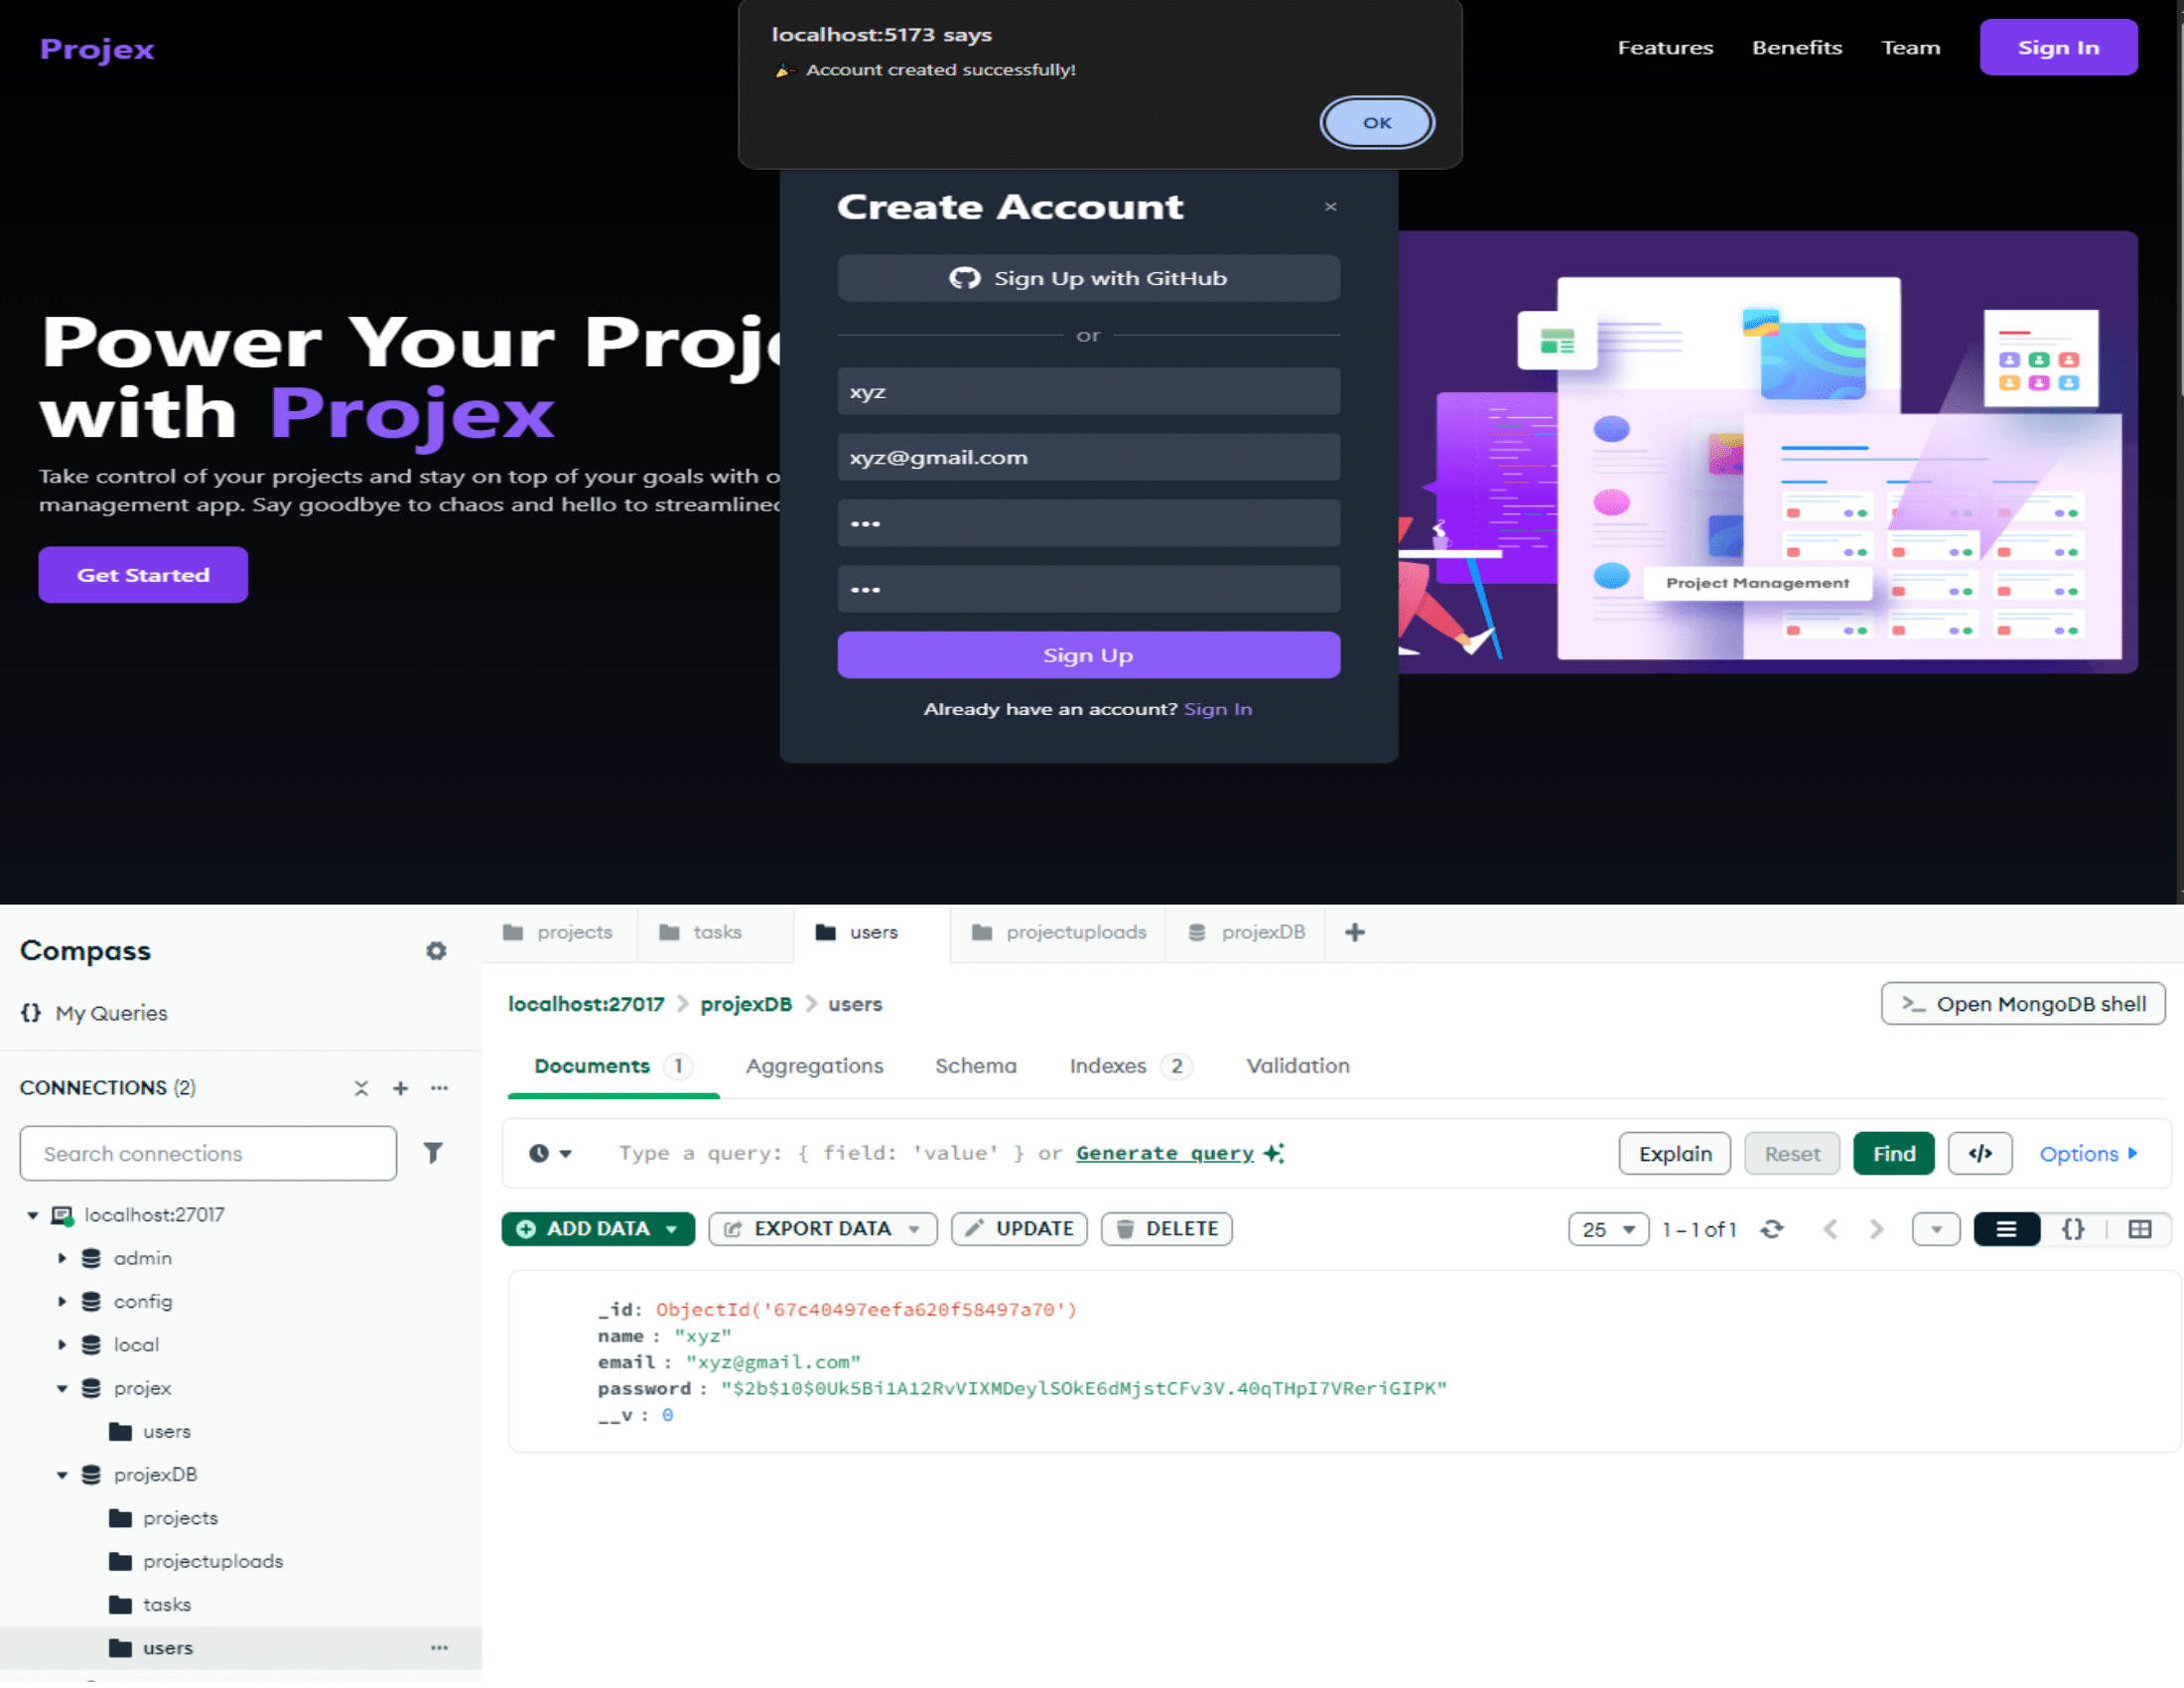 Projex
localhost:5173 says
🎉 Account created successfully!
OK
Features Benefits Team Sign In
Create Account ×
Sign Up with GitHub
or
xyz
xyz@gmail.com
•••
•••
Sign Up
Already have an account? Sign In
Power Your Proje
with Projex
Take control of your projects and stay on top of your goals with o
management app. Say goodbye to chaos and hello to streamlined
Get Started
Project Management
Compass
{} My Queries
CONNECTIONS (2)
Search connections
localhost:27017
admin
config
local
projex
users
projexDB
projects
projectuploads
tasks
users
projects tasks users projectuploads projexDB
localhost:27017 > projexDB > users
>_ Open MongoDB shell
Documents 1 Aggregations Schema Indexes 2 Validation
Type a query: { field: 'value' } or Generate query
Explain Reset Find </> Options
ADD DATA EXPORT DATA UPDATE DELETE
25 1–1 of 1 {}
_id: ObjectId('67c40497eefa620f58497a70')
name : "xyz"
email : "xyz@gmail.com"
password : "$2b$10$0Uk5Bi1A12RvVIXMDeylSOkE6dMjstCFv3V.40qTHpI7VReriGIPK"
__v : 0